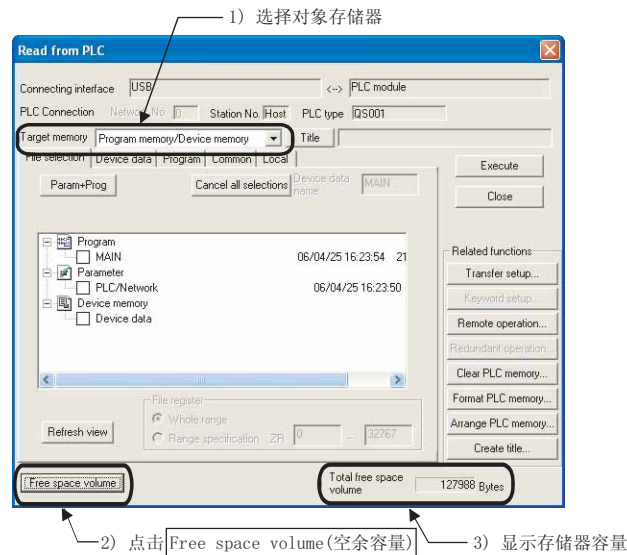 1) 选择对象存储器
Read from PLC
Connecting interface USB <--> PLC module
PLC Connection Network No. 0 Station No. Host PLC type QS001
Target memory Program memory/Device memory Title
File selection Device data Program Common Local
Execute
Param+Prog Cancel all selections Device data name MAIN
Close
Program
MAIN 06/04/25 16:23:54 21
Parameter
PLC/Network 06/04/25 16:23:50
Device memory
Device data
Related functions
Transfer setup...
Keyword setup...
Remote operation...
Redundant operation...
Clear PLC memory...
Format PLC memory...
Arrange PLC memory...
Create title...
File register
Whole range
Refresh view
Range specification ZR 0 - 32767
Free space volume
Total free space volume 127988 Bytes
2) 点击Free space volume(空余容量)
3) 显示存储器容量